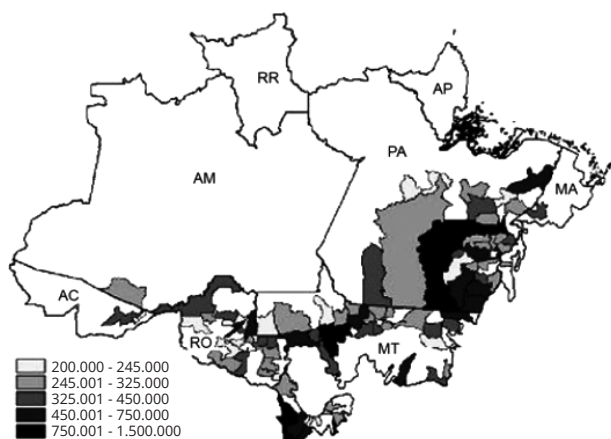 RR
AP
PA
AM
MA
AC
RO
MT
200.000 - 245.000
245.001 - 325.000
325.001 - 450.000
450.001 - 750.000
750.001 - 1.500.000